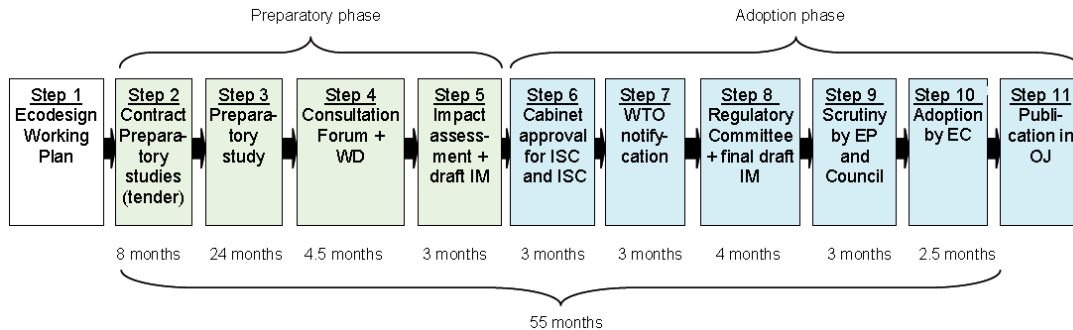 Preparatory phase
Adoption phase
Step 1
Ecodesign
Working
Plan
Step 2
Contract
Prepara-
tory
studies
(tender)
Step 3
Prepara-
tory
study
Step 4
Consultation
Forum +
WD
Step 5
Impact
assess-
ment +
draft IM
Step 6
Cabinet
approval
for ISC
and ISC
Step 7
WTO
notify-
cation
Step 8
Regulatory
Committee
+ final draft
IM
Step 9
Scrutiny
by EP
and
Council
Step 10
Adoption
by EC
Step 11
Publi-
cation in
OJ
8 months
24 months
4.5 months
3 months
3 months
3 months
4 months
3 months
2.5 months
55 months